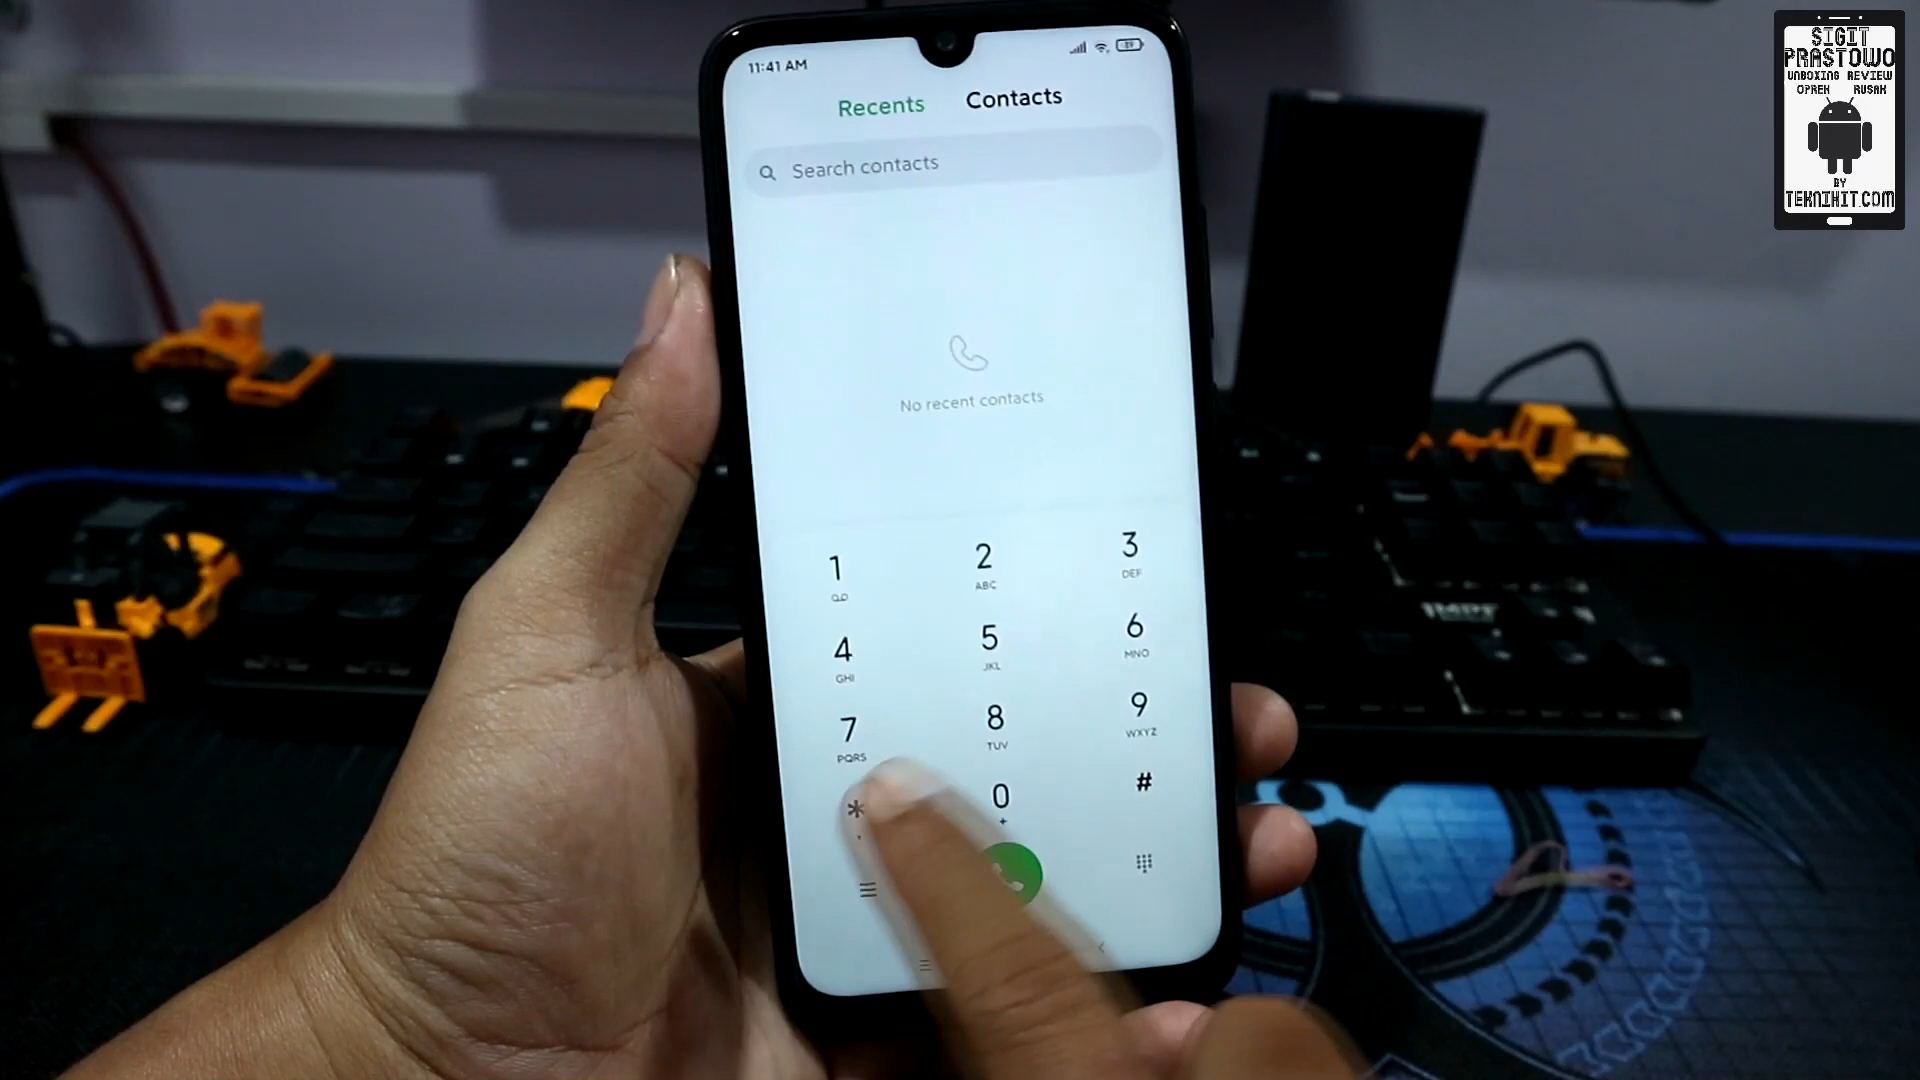 11:41 AM
Recents Contacts
Search contacts
No recent contacts
1 2 3
ABC DEF
4 5 6
GHI JKL MNO
7 8 9
PQRS TUV WXYZ
* 0 #
, +
SIGIT
PRASTOWO
UNBOXING REVIEW
OPREK RUSAK
BY
TEKNIKIT.COM